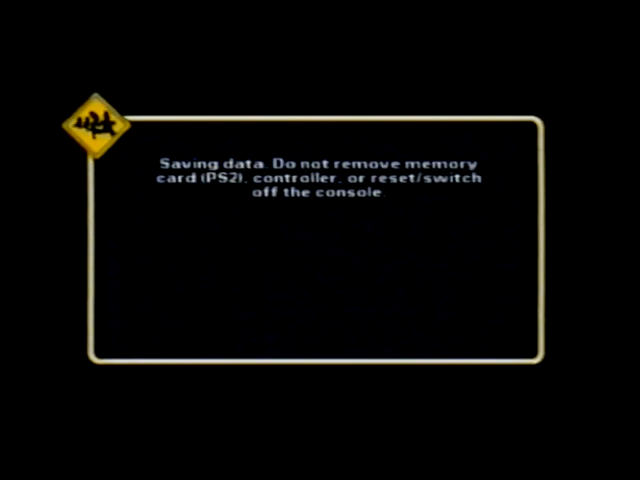 Saving data. Do not remove memory
card (PS2), controller, or reset/switch
off the console.